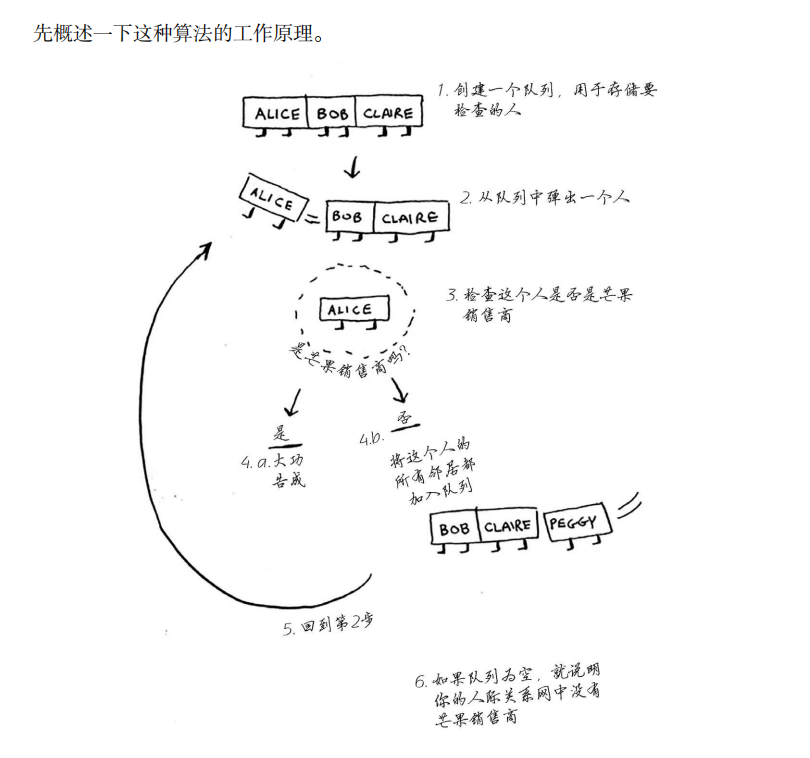 先概述一下这种算法的工作原理。
ALICE BOB CLAIRE
1. 创建一个队列，用于存储要
检查的人
ALICE = BOB CLAIRE
2. 从队列中弹出一个人
ALICE
3. 检查这个人是否是芒果
销售商
是芒果销售商吗？
是
4.a. 大功
告成
否
4.b.
将这个人的
所有邻居都
加入队列
BOB CLAIRE PEGGY
5. 回到第2步
6. 如果队列为空，就说明
你的人际关系网中没有
芒果销售商